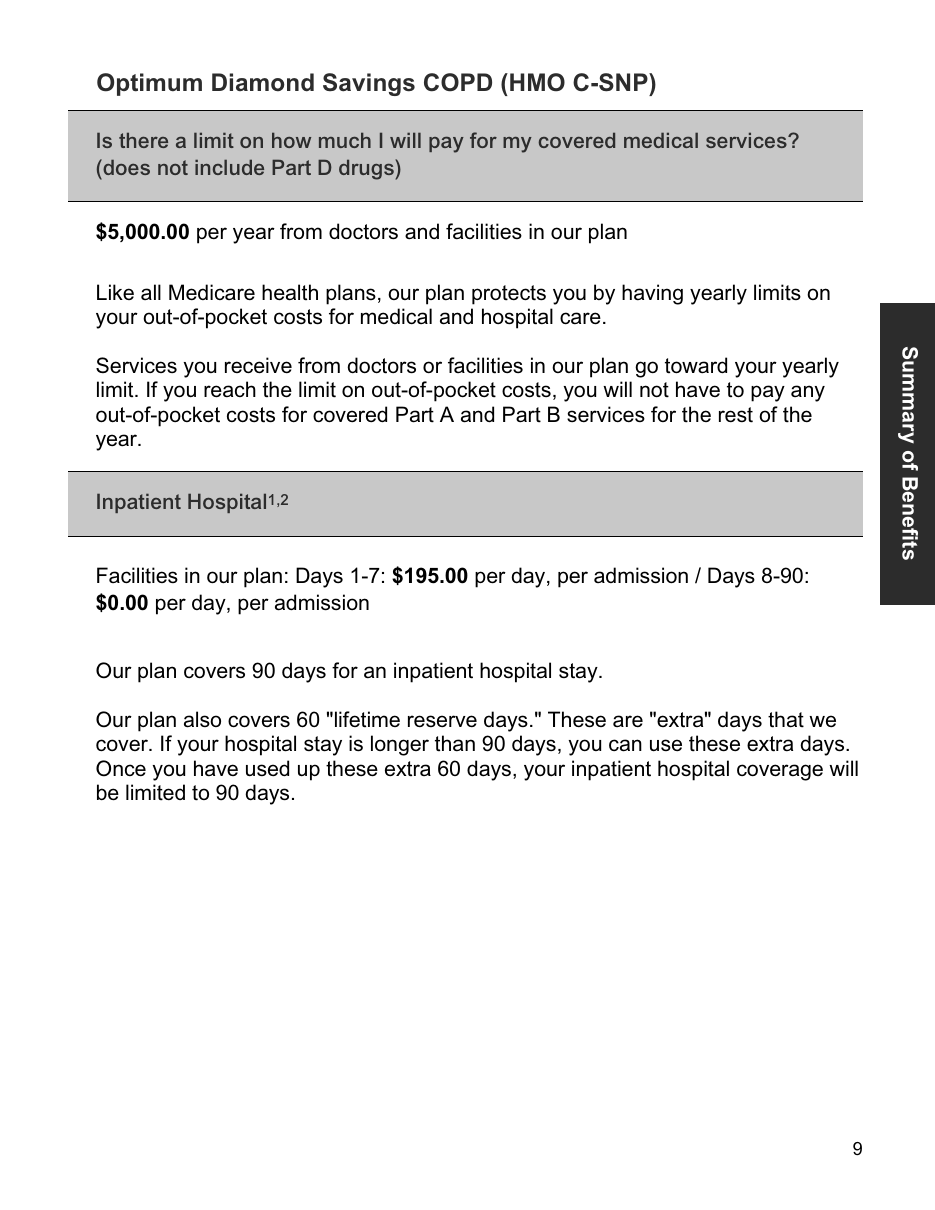 Optimum Diamond Savings COPD (HMO C-SNP)
Is there a limit on how much I will pay for my covered medical services?
(does not include Part D drugs)
$5,000.00 per year from doctors and facilities in our plan
Like all Medicare health plans, our plan protects you by having yearly limits on
your out-of-pocket costs for medical and hospital care.
Services you receive from doctors or facilities in our plan go toward your yearly
limit. If you reach the limit on out-of-pocket costs, you will not have to pay any
out-of-pocket costs for covered Part A and Part B services for the rest of the
year.
Inpatient Hospital1,2
Facilities in our plan: Days 1-7: $195.00 per day, per admission / Days 8-90:
$0.00 per day, per admission
Our plan covers 90 days for an inpatient hospital stay.
Our plan also covers 60 "lifetime reserve days." These are "extra" days that we
cover. If your hospital stay is longer than 90 days, you can use these extra days.
Once you have used up these extra 60 days, your inpatient hospital coverage will
be limited to 90 days.
Summary of Benefits
9